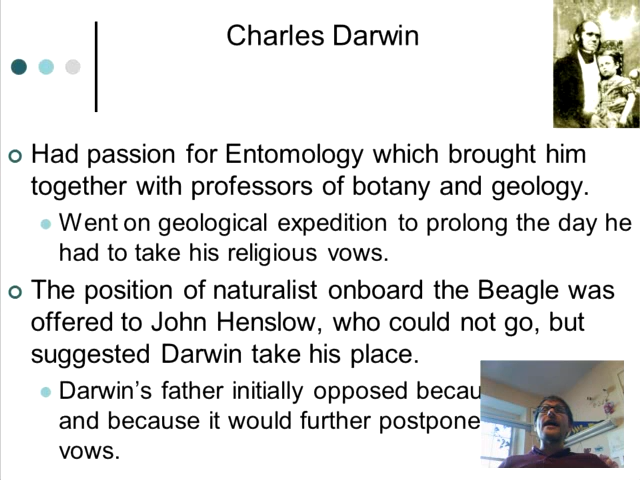 Charles Darwin
Had passion for Entomology which brought him
together with professors of botany and geology.
Went on geological expedition to prolong the day he
had to take his religious vows.
The position of naturalist onboard the Beagle was
offered to John Henslow, who could not go, but
suggested Darwin take his place.
Darwin's father initially opposed
and because it would further postpone
vows.